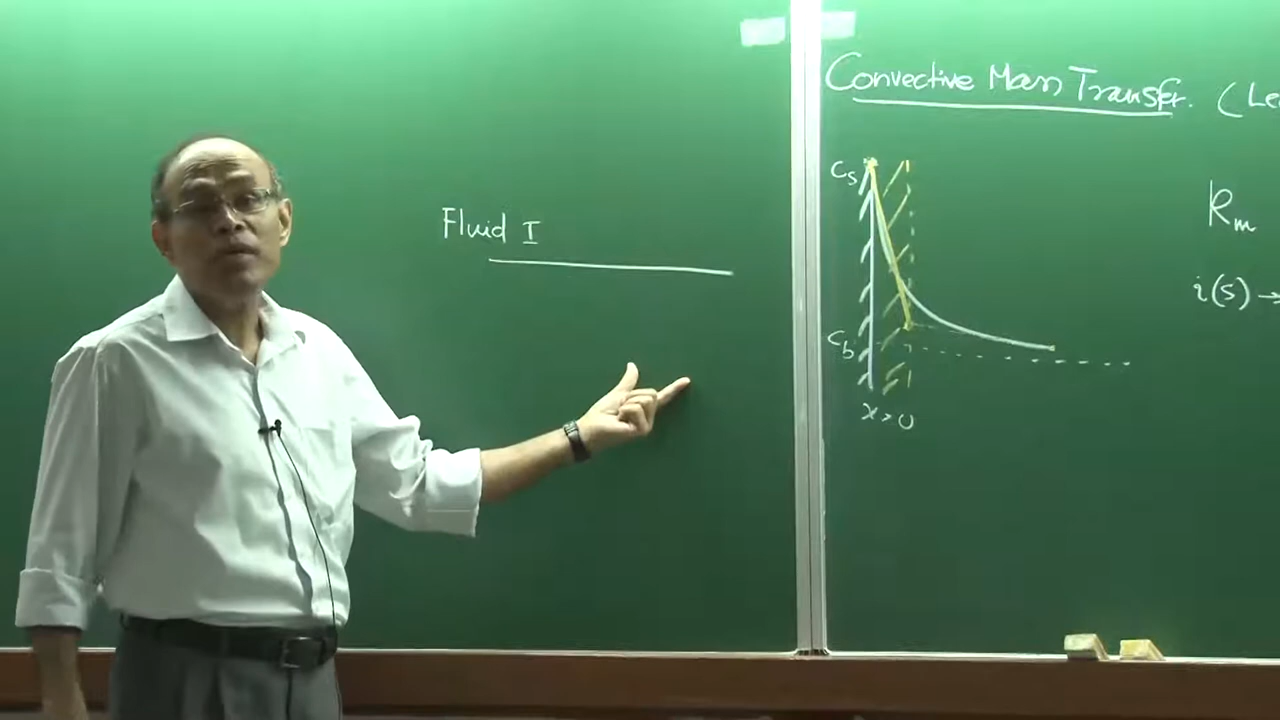 Fluid I
Convective Mass Transfer. (Le
Cs
Rm
i(s) →
Cb
x > 0